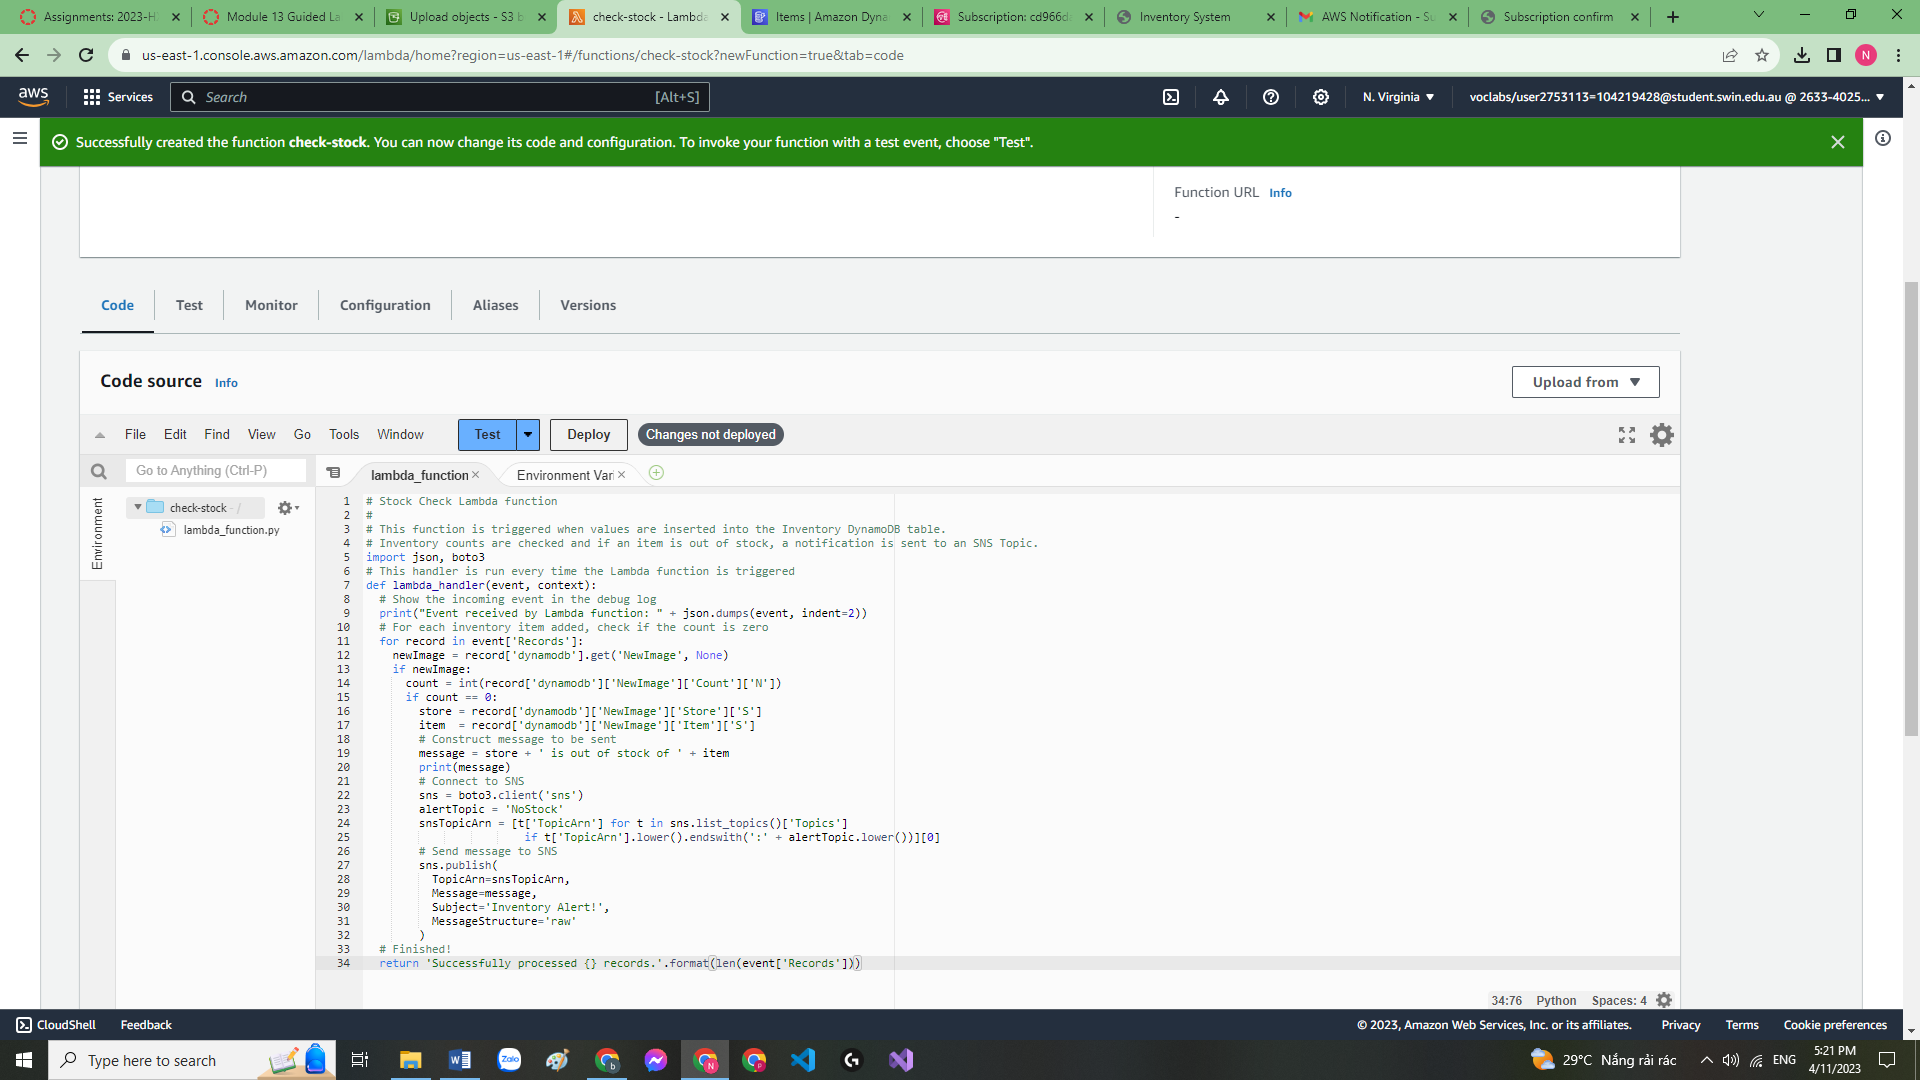 Assignments: 2023-H
Module 13 Guided La
Upload objects - S3 b
check-stock - Lambda
Items | Amazon Dyna
Subscription: cd966d
Inventory System
AWS Notification - Su
Subscription confirm
us-east-1.console.aws.amazon.com/lambda/home?region=us-east-1#/functions/check-stock?newFunction=true&tab=code
N
aws
Services
Search
[Alt+S]
N. Virginia
voclabs/user2753113=104219428@student.swin.edu.au @ 2633-4025...
Successfully created the function check-stock. You can now change its code and configuration. To invoke your function with a test event, choose "Test".
Function URL Info
-
Code
Test
Monitor
Configuration
Aliases
Versions
Code source Info
Upload from
File
Edit
Find
View
Go
Tools
Window
Test
Deploy
Changes not deployed
Go to Anything (Ctrl-P)
lambda_function
Environment Vari
Environment
check-stock - /
lambda_function.py
1 # Stock Check Lambda function
2 #
3 # This function is triggered when values are inserted into the Inventory DynamoDB table.
4 # Inventory counts are checked and if an item is out of stock, a notification is sent to an SNS Topic.
5 import json, boto3
6 # This handler is run every time the Lambda function is triggered
7 def lambda_handler(event, context):
8 # Show the incoming event in the debug log
9 print("Event received by Lambda function: " + json.dumps(event, indent=2))
10 # For each inventory item added, check if the count is zero
11 for record in event['Records']:
12 newImage = record['dynamodb'].get('NewImage', None)
13 if newImage:
14 count = int(record['dynamodb']['NewImage']['Count']['N'])
15 if count == 0:
16 store = record['dynamodb']['NewImage']['Store']['S']
17 item = record['dynamodb']['NewImage']['Item']['S']
18 # Construct message to be sent
19 message = store + ' is out of stock of ' + item
20 print(message)
21 # Connect to SNS
22 sns = boto3.client('sns')
23 alertTopic = 'NoStock'
24 snsTopicArn = [t['TopicArn'] for t in sns.list_topics()['Topics']
25 if t['TopicArn'].lower().endswith(':' + alertTopic.lower())][0]
26 # Send message to SNS
27 sns.publish(
28 TopicArn=snsTopicArn,
29 Message=message,
30 Subject='Inventory Alert!',
31 MessageStructure='raw'
32 )
33 # Finished!
34 return 'Successfully processed {} records.'.format(len(event['Records']))
34:76 Python Spaces: 4
CloudShell
Feedback
© 2023, Amazon Web Services, Inc. or its affiliates.
Privacy
Terms
Cookie preferences
Type here to search
Zalo
29°C Nắng rải rác
ENG
5:21 PM
4/11/2023